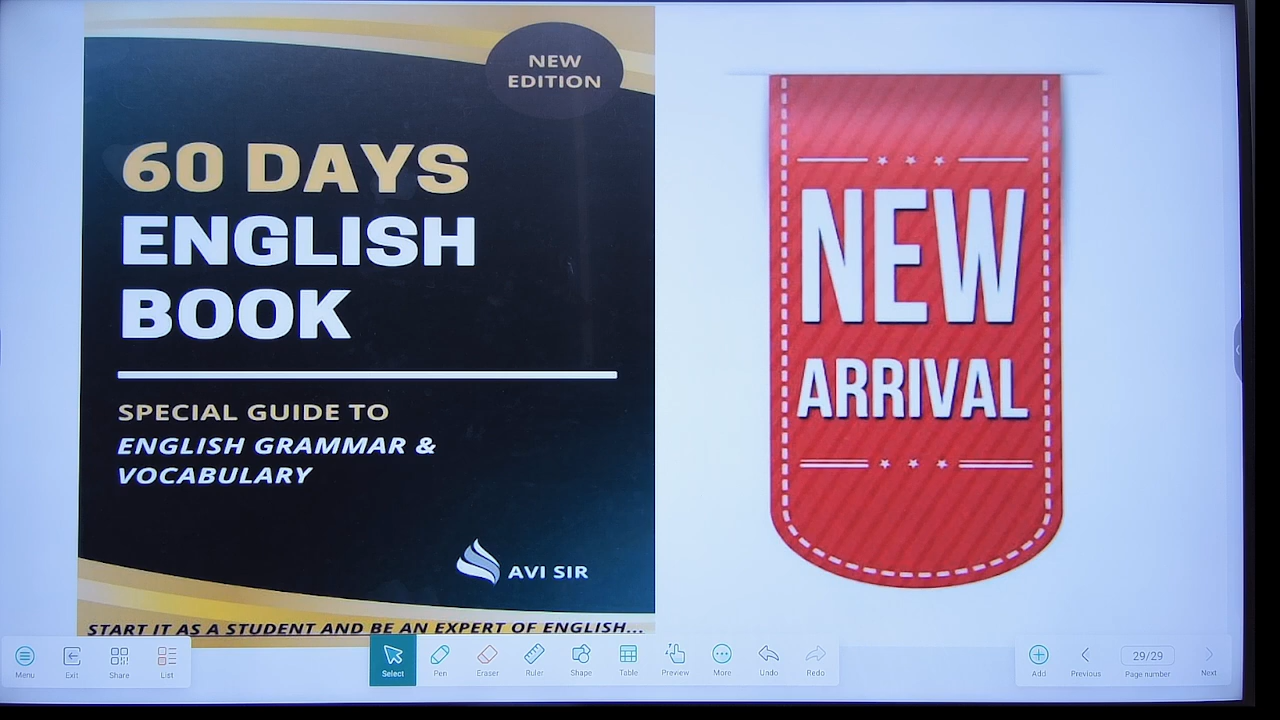 NEW
EDITION
60 DAYS
ENGLISH
BOOK
SPECIAL GUIDE TO
ENGLISH GRAMMAR &
VOCABULARY
AVI SIR
START IT AS A STUDENT AND BE AN EXPERT OF ENGLISH...
NEW
ARRIVAL
Menu
Exit
Share
List
Select
Pen
Eraser
Ruler
Shape
Table
Preview
More
Undo
Redo
Add
Previous
29/29
Page number
Next